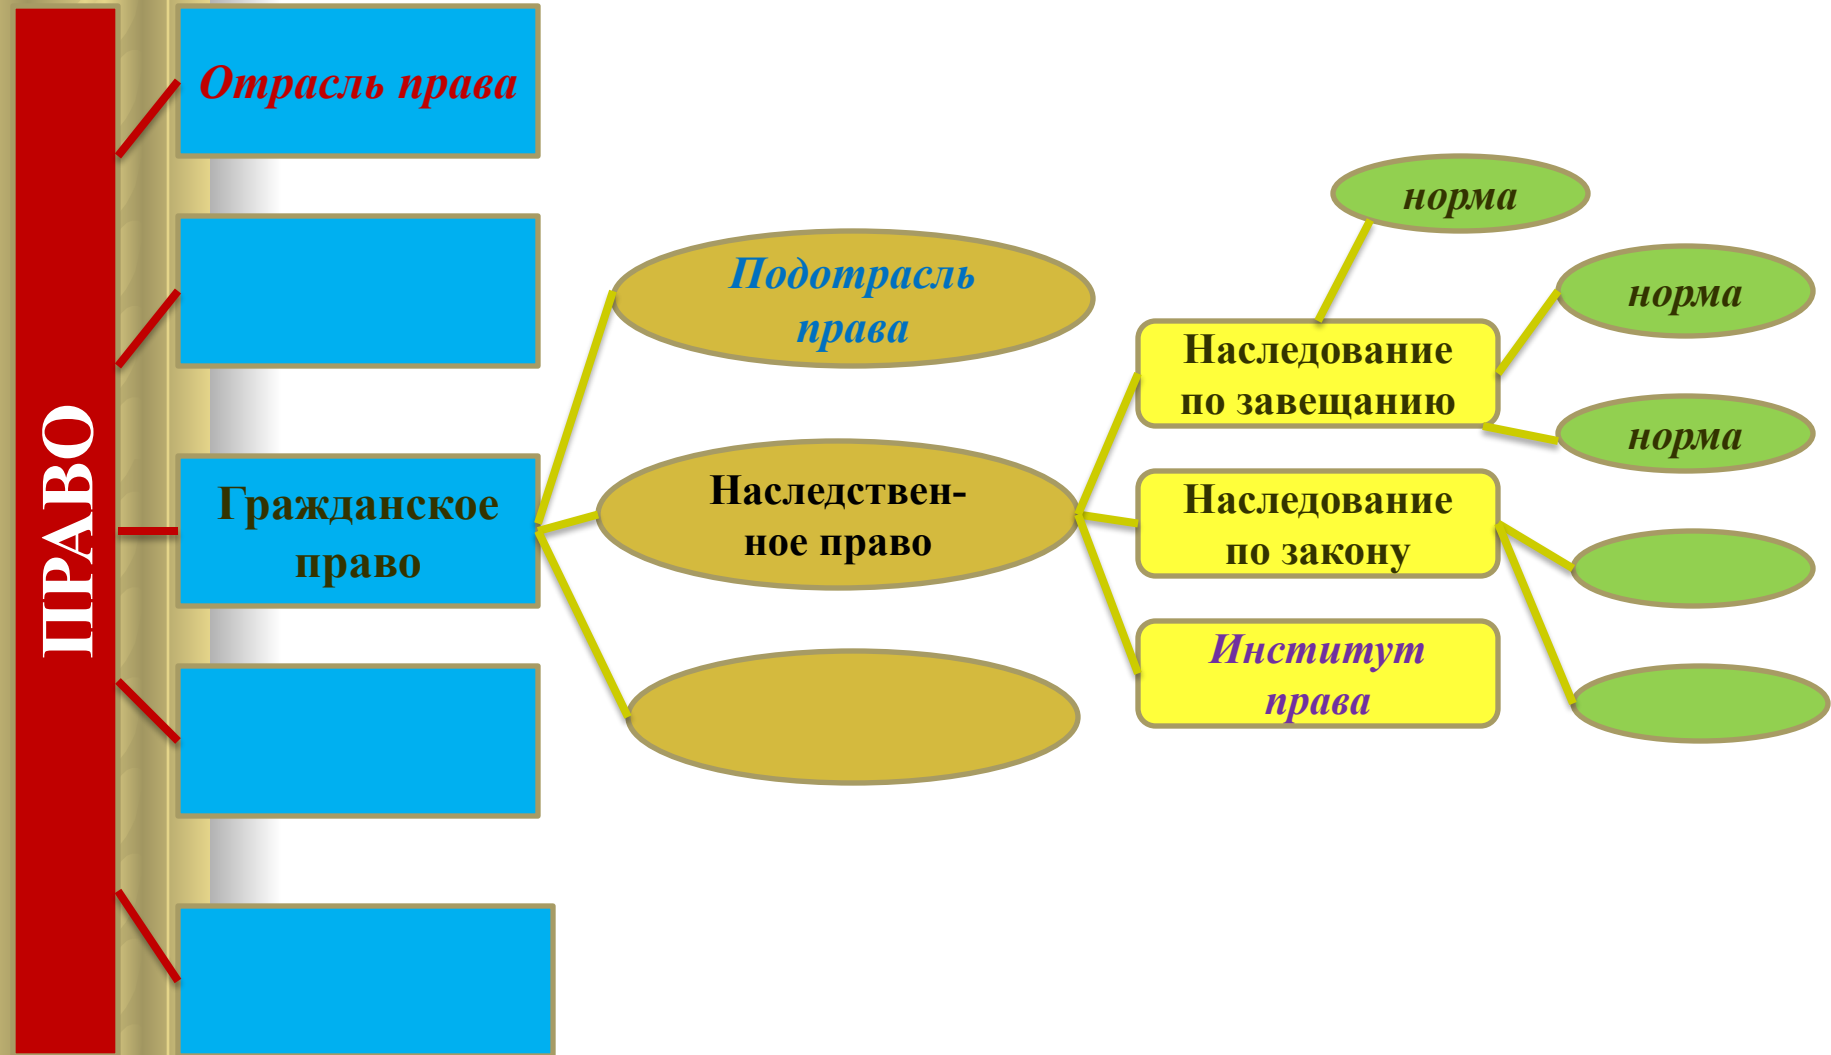 ПРАВО
Отрасль права
Гражданское
право
Подотрасль
права
Наследствен-
ное право
Наследование
по завещанию
Наследование
по закону
Институт
права
норма
норма
норма